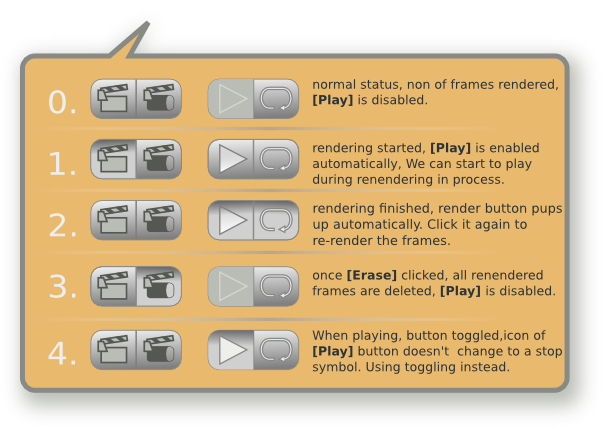 0.
normal status, non of frames rendered,
[Play] is disabled.
1.
rendering started, [Play] is enabled
automatically, We can start to play
during renendering in process.
2.
rendering finished, render button pups
up automatically. Click it again to
re-render the frames.
3.
once [Erase] clicked, all renendered
frames are deleted, [Play] is disabled.
4.
When playing, button toggled,icon of
[Play] button doesn't  change to a stop
symbol. Using toggling instead.